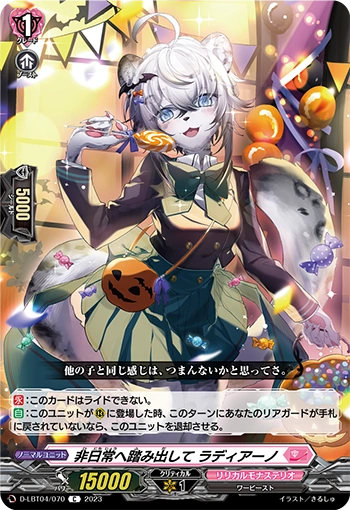 1
グレード
ブースト
シールド
5000
他の子と同じ感じは、つまんないかと思ってさ。
永:このカードはライドできない。
自:このユニットがRに登場した時、このターンにあなたのリアガードが手札
に戻されていないなら、このユニットを退却させる。
ノーマルユニット
非日常へ踏み出して ラディアーノ
パワー
15000
クリティカル
1
リリカルモナステリオ
ワービースト
D-LBT04/070 C 2023
イラスト/きるしゅ